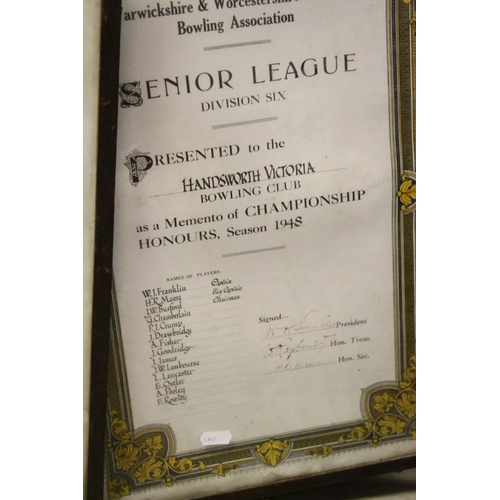 arwickshire & Worcestershire
Bowling Association
SENIOR LEAGUE
DIVISION SIX
PRESENTED to the
HANDSWORTH VICTORIA
BOWLING CLUB
as a Memento of CHAMPIONSHIP
HONOURS, Season 1948
NAMES OF PLAYERS.
W.J. Franklin Captain
H.R. Moore Vice Captain
J.W. Burford Chairman
G. Chamberlain
P.J. Crump
J. Drawbridge
A. Fisher
J. Goodridge
J. James
J.W. Lambourne
L. Lancaster
E. Ostler
A. Pooley
E. Rowley
Signed
President
Hon. Treas.
Hon. Sec.